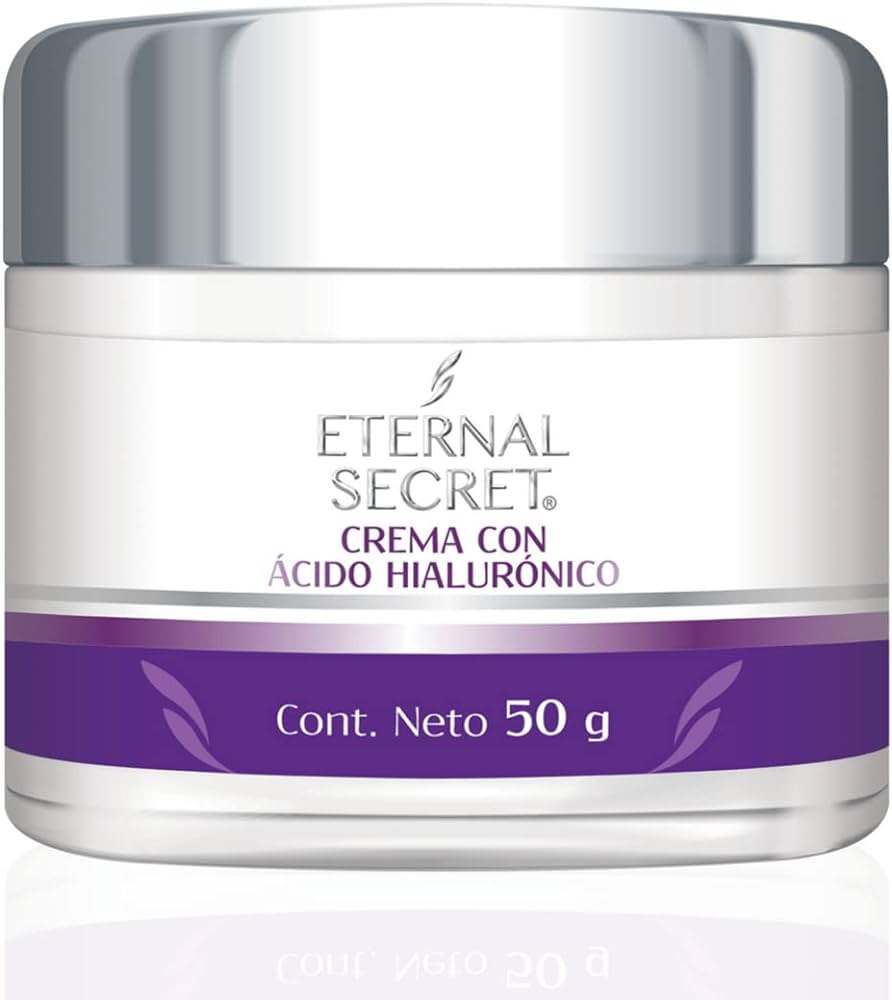 ETERNAL
SECRET®
CREMA CON
ÁCIDO HIALURÓNICO
Cont. Neto 50 g